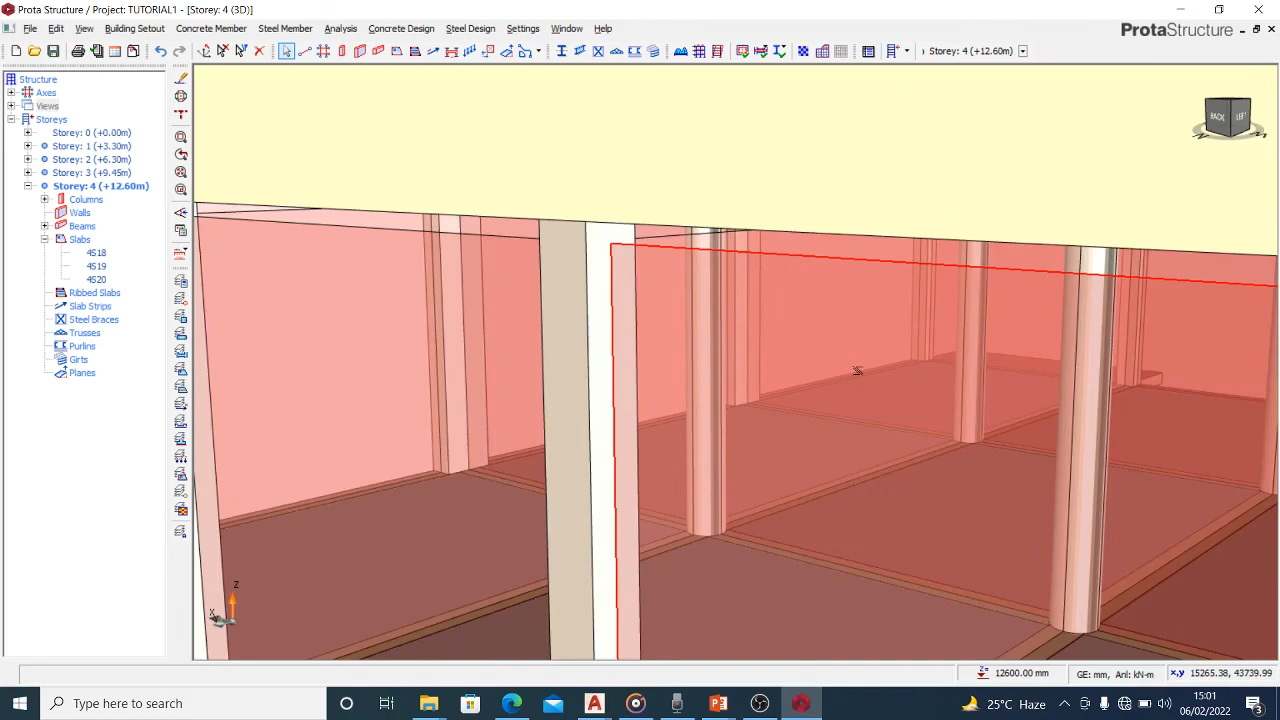 Prota Structure - [Project: TUTORIAL1 - [Storey: 4 (3D)]
File Edit View Building Setout Concrete Member Steel Member Analysis Concrete Design Steel Design Settings Window Help
ProtaStructure
Storey: 4 (+12.60m)
Structure
Axes
Views
Storeys
Storey: 0 (+0.00m)
Storey: 1 (+3.30m)
Storey: 2 (+6.30m)
Storey: 3 (+9.45m)
Storey: 4 (+12.60m)
Columns
Walls
Beams
Slabs
4S18
4S19
4S20
Ribbed Slabs
Slab Strips
Steel Braces
Trusses
Purlins
Girts
Planes
BACK LEFT
Z
X
Z= 12600.00 mm GE: mm, Anl: kN-m x,y 15265.38, 43739.99
Type here to search
25°C Haze
15:01
06/02/2022
3